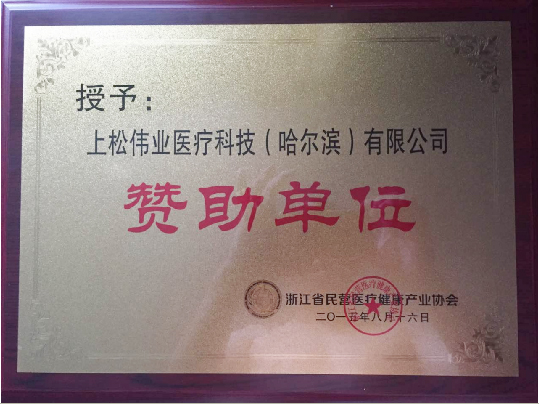 授予：
上松伟业医疗科技（哈尔滨）有限公司
赞助单位
浙江省民营医疗健康产业协会
二〇一五年八月十六日